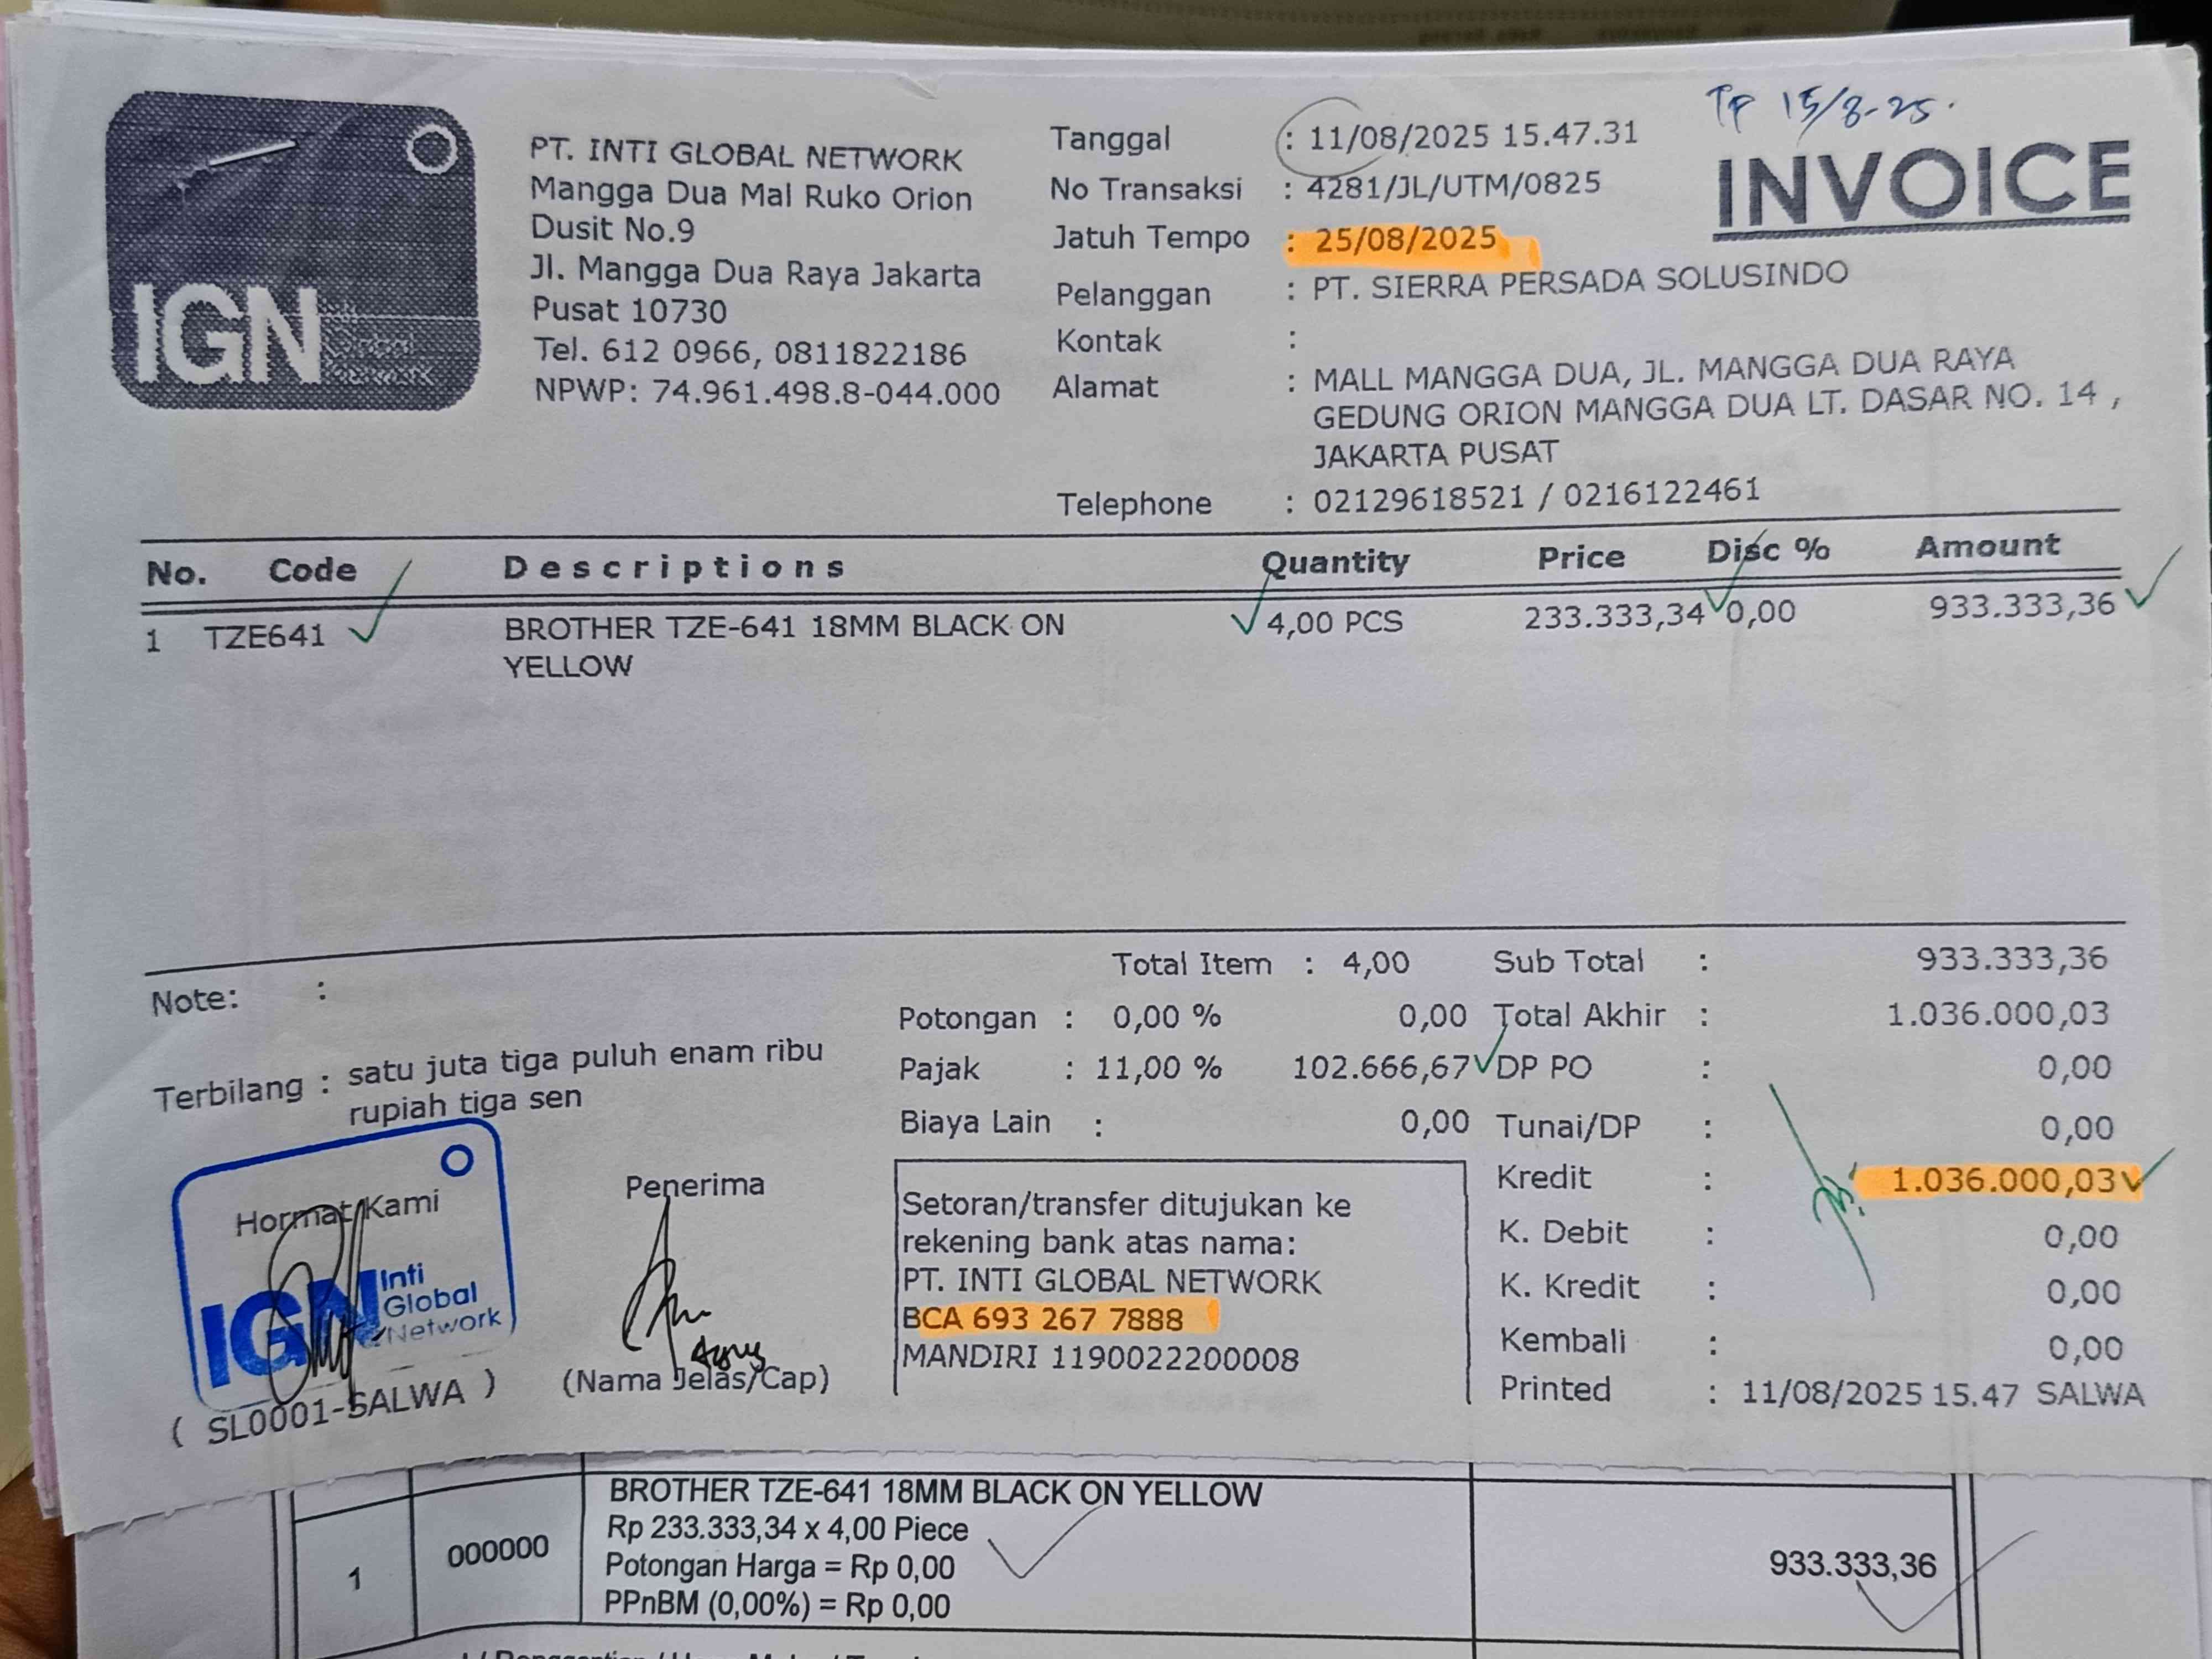 TP 15/8-25.
INVOICE
IGN
PT. INTI GLOBAL NETWORK
Mangga Dua Mal Ruko Orion
Dusit No.9
Jl. Mangga Dua Raya Jakarta
Pusat 10730
Tel. 612 0966, 0811822186
NPWP: 74.961.498.8-044.000
Tanggal : 11/08/2025 15.47.31
No Transaksi : 4281/JL/UTM/0825
Jatuh Tempo : 25/08/2025
Pelanggan : PT. SIERRA PERSADA SOLUSINDO
Kontak :
Alamat : MALL MANGGA DUA, JL. MANGGA DUA RAYA
GEDUNG ORION MANGGA DUA LT. DASAR NO. 14 ,
JAKARTA PUSAT
Telephone : 02129618521 / 0216122461
No. Code Descriptions Quantity Price Disc % Amount
1 TZE641 BROTHER TZE-641 18MM BLACK ON 4,00 PCS 233.333,34 0,00 933.333,36
YELLOW
Note: :
Terbilang : satu juta tiga puluh enam ribu
rupiah tiga sen
Total Item : 4,00
Potongan : 0,00 % 0,00
Pajak : 11,00 % 102.666,67
Biaya Lain : 0,00
Sub Total : 933.333,36
Total Akhir : 1.036.000,03
DP PO : 0,00
Tunai/DP : 0,00
Kredit : 1.036.000,03
K. Debit : 0,00
K. Kredit : 0,00
Kembali : 0,00
Printed : 11/08/2025 15.47 SALWA
Hormat Kami
IGN Inti
Global
Network
( SL0001-SALWA )
Penerima
Agus
(Nama Jelas/Cap)
Setoran/transfer ditujukan ke
rekening bank atas nama:
PT. INTI GLOBAL NETWORK
BCA 693 267 7888
MANDIRI 1190022200008
1 000000 BROTHER TZE-641 18MM BLACK ON YELLOW
Rp 233.333,34 x 4,00 Piece
Potongan Harga = Rp 0,00
PPnBM (0,00%) = Rp 0,00
933.333,36